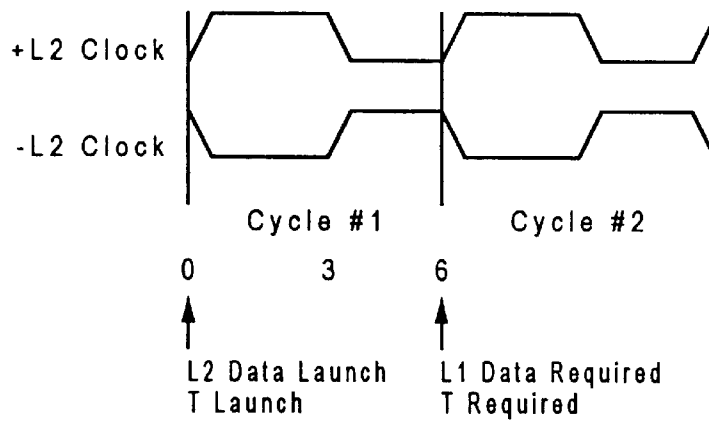 +L2 Clock
-L2 Clock
Cycle #1 Cycle #2
0 3 6
L2 Data Launch L1 Data Required
T Launch T Required